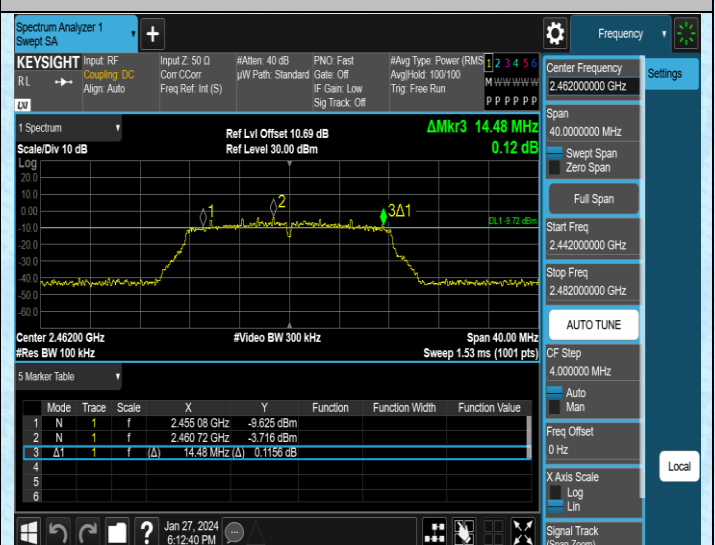 Spectrum Analyzer 1
Swept SA
+
Frequency
KEYSIGHT
RL
Input: RF
Coupling: DC
Align: Auto
Input Z: 50 Ω
Corr CCorr
Freq Ref: Int (S)
#Atten: 40 dB
µW Path: Standard
PNO: Fast
Gate: Off
IF Gain: Low
Sig Track: Off
#Avg Type: Power (RMS
Avg|Hold: 100/100
Trig: Free Run
1 2 3 4 5 6
M W W W W W
P P P P P P
LXI
1 Spectrum
Scale/Div 10 dB
Ref Lvl Offset 10.69 dB
Ref Level 30.00 dBm
ΔMkr3 14.48 MHz
0.12 dB
Log
20.0
10.0
0.00
-10.0
-20.0
-30.0
-40.0
-50.0
-60.0
1
2
3Δ1
DL1 -9.72 dBm
Center 2.46200 GHz
#Video BW 300 kHz
Span 40.00 MHz
#Res BW 100 kHz
Sweep 1.53 ms (1001 pts)
5 Marker Table
Mode Trace Scale X Y Function Function Width Function Value
1 N 1 f 2.455 08 GHz -9.625 dBm
2 N 1 f 2.460 72 GHz -3.716 dBm
3 Δ1 1 f (Δ) 14.48 MHz (Δ) 0.1156 dB
4
5
6
?
Jan 27, 2024
6:12:40 PM
Center Frequency
2.462000000 GHz
Settings
Span
40.0000000 MHz
Swept Span
Zero Span
Full Span
Start Freq
2.442000000 GHz
Stop Freq
2.482000000 GHz
AUTO TUNE
CF Step
4.000000 MHz
Auto
Man
Freq Offset
0 Hz
X Axis Scale
Log
Lin
Local
Signal Track
(Span Zoom)